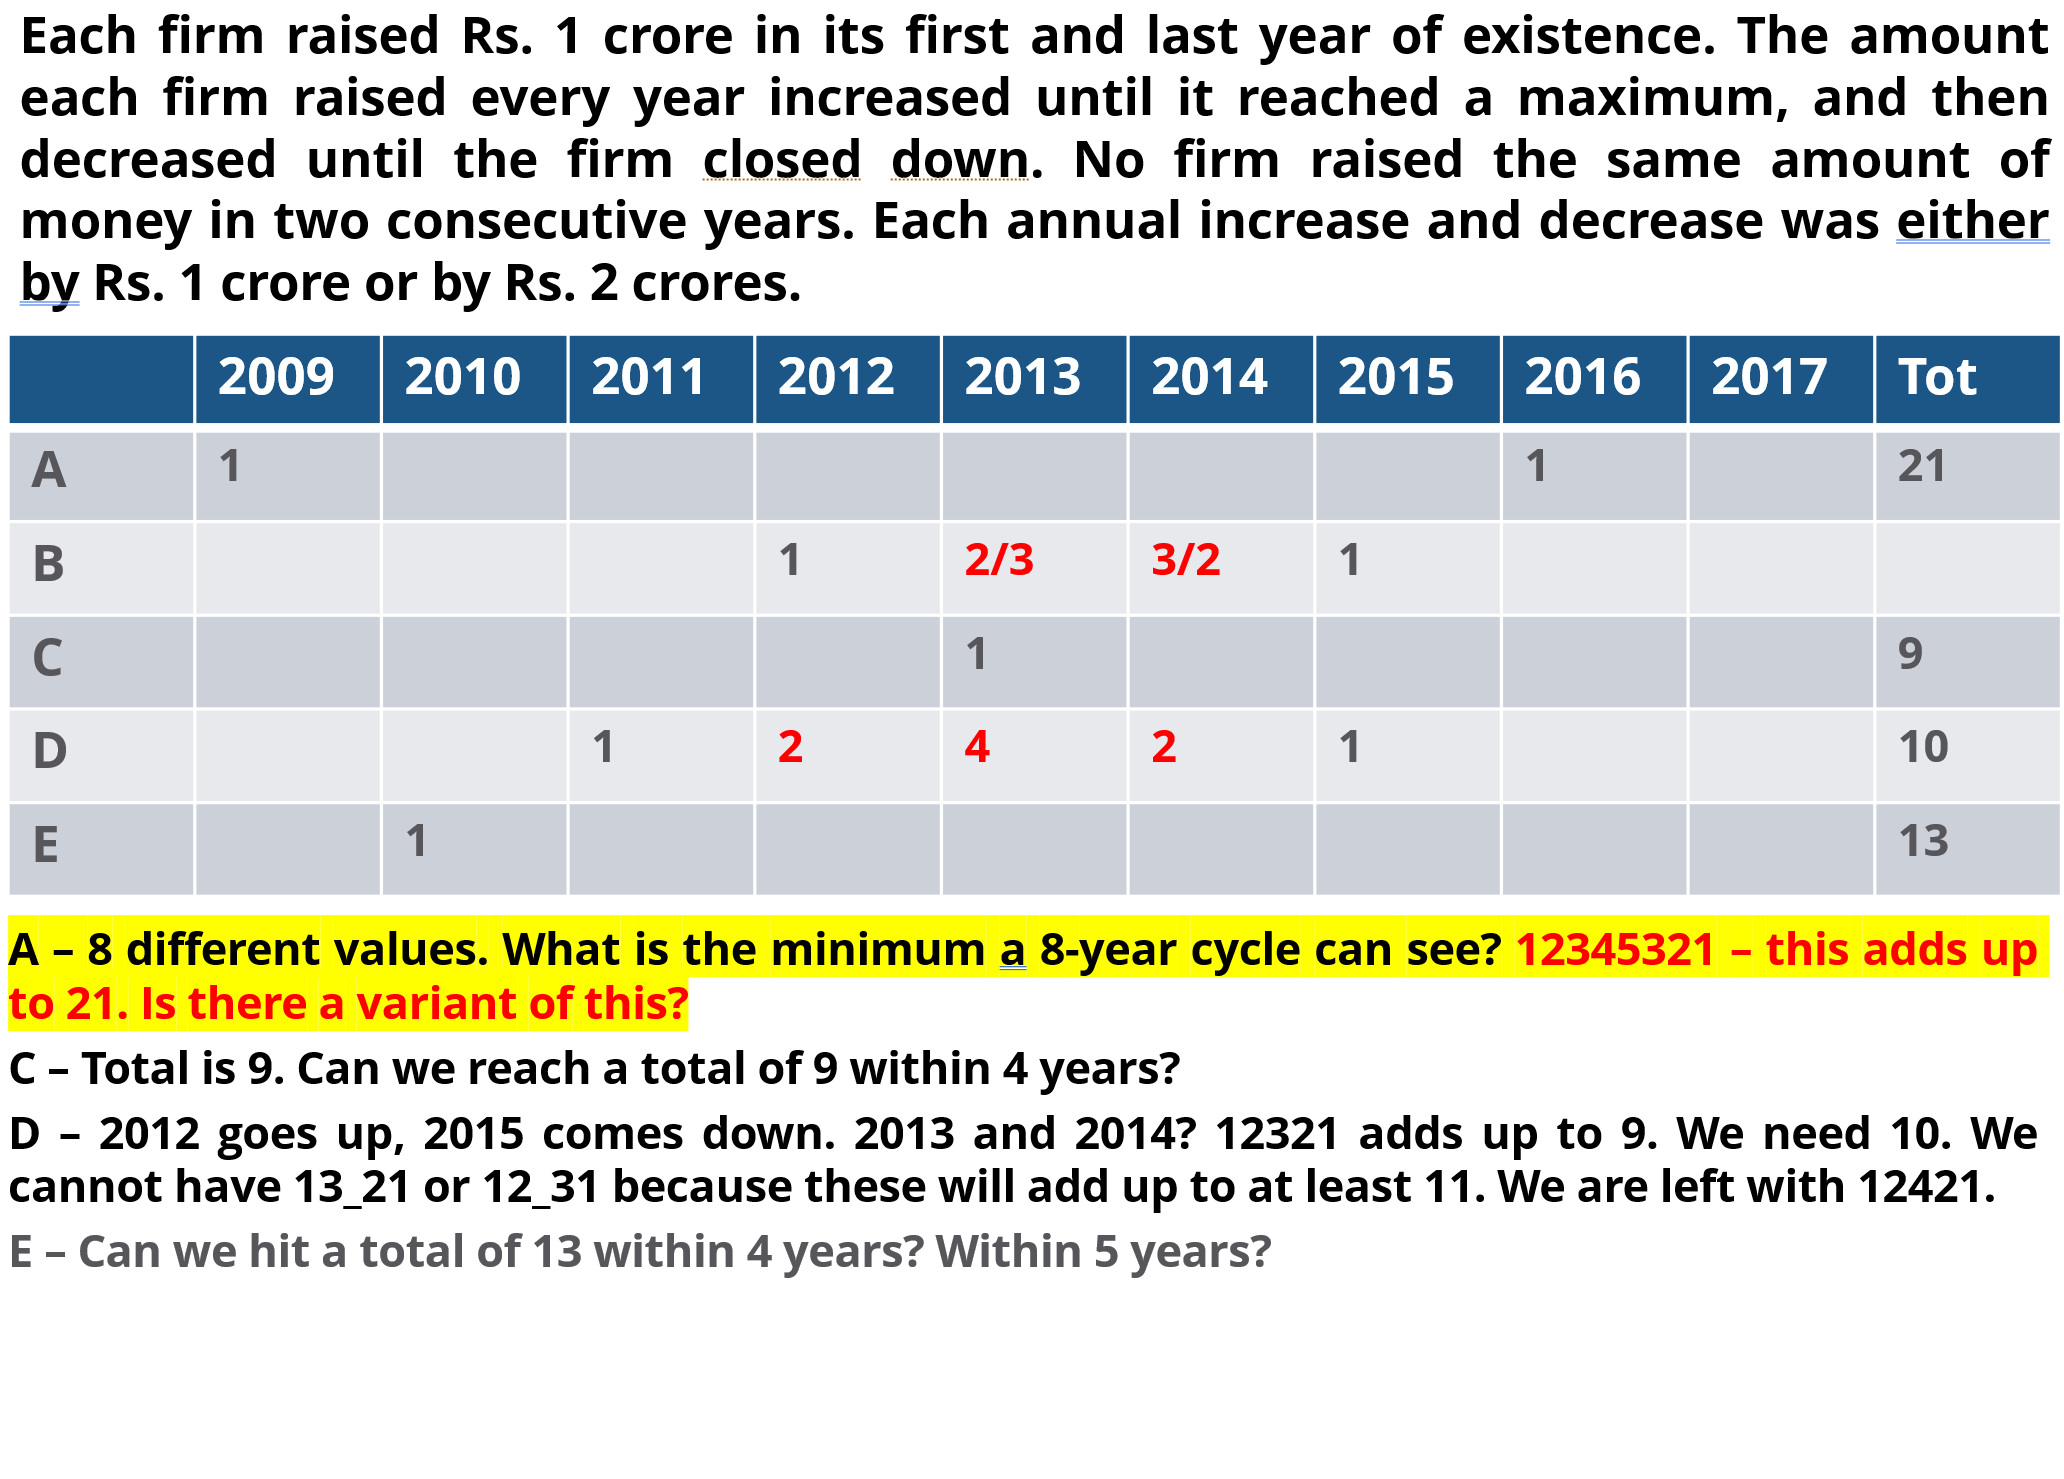 Each firm raised Rs. 1 crore in its first and last year of existence. The amount
each firm raised every year increased until it reached a maximum, and then
decreased until the firm closed down. No firm raised the same amount of
money in two consecutive years. Each annual increase and decrease was either
by Rs. 1 crore or by Rs. 2 crores.
2009 2010 2011 2012 2013 2014 2015 2016 2017 Tot
A 1 1 21
B 1 2/3 3/2 1
C 1 9
D 1 2 4 2 1 10
E 1 13
A – 8 different values. What is the minimum a 8-year cycle can see? 12345321 – this adds up
to 21. Is there a variant of this?
C – Total is 9. Can we reach a total of 9 within 4 years?
D – 2012 goes up, 2015 comes down. 2013 and 2014? 12321 adds up to 9. We need 10. We
cannot have 13_21 or 12_31 because these will add up to at least 11. We are left with 12421.
E – Can we hit a total of 13 within 4 years? Within 5 years?